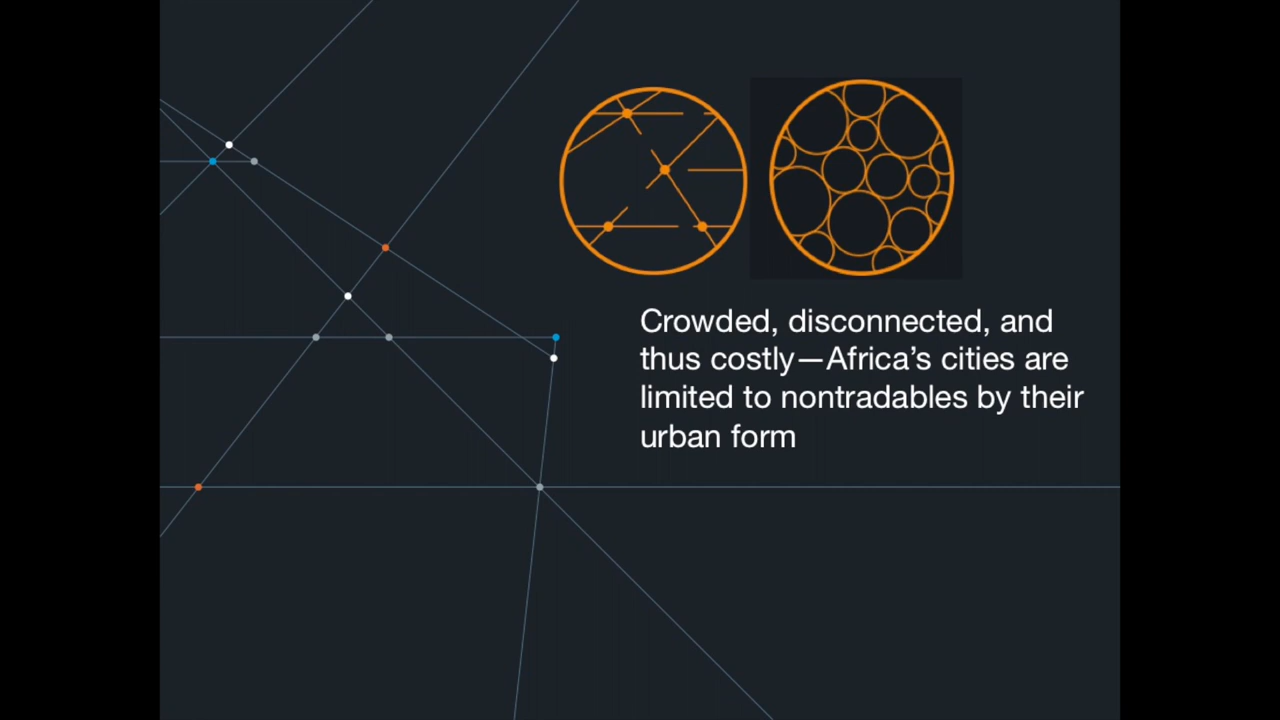 Crowded, disconnected, and
thus costly—Africa’s cities are
limited to nontradables by their
urban form